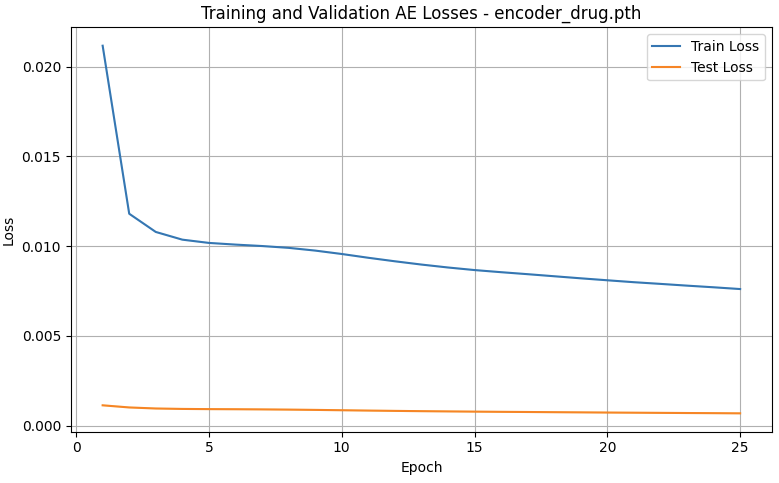 Training and Validation AE Losses - encoder_drug.pth
Train Loss
Test Loss
0.020
0.015
0.010
0.005
0.000
Loss
0 5 10 15 20 25
Epoch